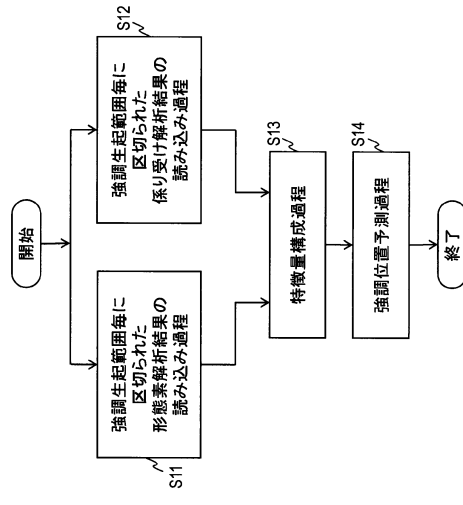 開始
S11
強調生起範囲毎に
区切られた
形態素解析結果の
読み込み過程
S12
強調生起範囲毎に
区切られた
係り受け解析結果の
読み込み過程
S13
特徴量構成過程
S14
強調位置予測過程
終了